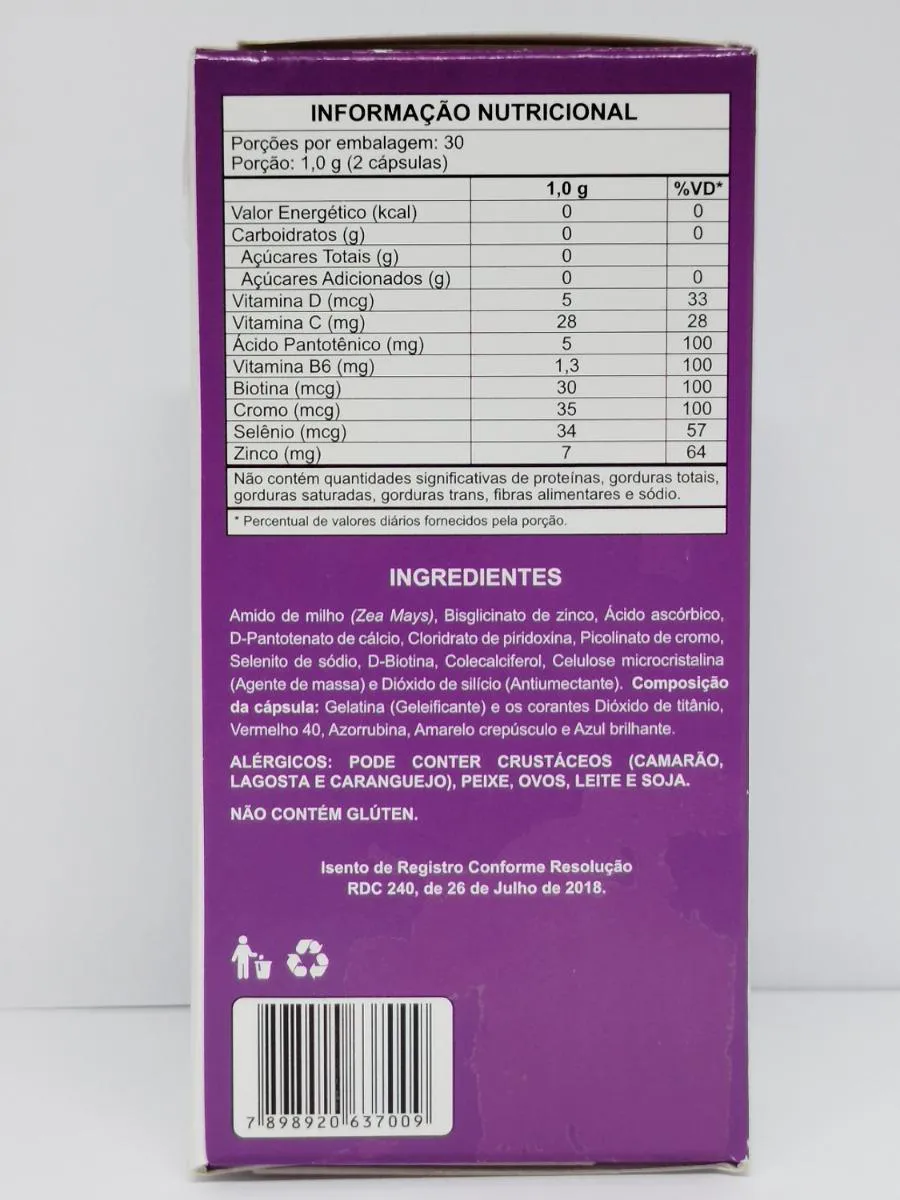 INFORMAÇÃO NUTRICIONAL
Porções por embalagem: 30
Porção: 1,0 g (2 cápsulas)
1,0 g %VD*
Valor Energético (kcal) 0 0
Carboidratos (g) 0 0
Açúcares Totais (g) 0
Açúcares Adicionados (g) 0 0
Vitamina D (mcg) 5 33
Vitamina C (mg) 28 28
Ácido Pantotênico (mg) 5 100
Vitamina B6 (mg) 1,3 100
Biotina (mcg) 30 100
Cromo (mcg) 35 100
Selênio (mcg) 34 57
Zinco (mg) 7 64
Não contém quantidades significativas de proteínas, gorduras totais,
gorduras saturadas, gorduras trans, fibras alimentares e sódio.
* Percentual de valores diários fornecidos pela porção.
INGREDIENTES
Amido de milho (Zea Mays), Bisglicinato de zinco, Ácido ascórbico,
D-Pantotenato de cálcio, Cloridrato de piridoxina, Picolinato de cromo,
Selenito de sódio, D-Biotina, Colecalciferol, Celulose microcristalina
(Agente de massa) e Dióxido de silício (Antiumectante). Composição
da cápsula: Gelatina (Geleificante) e os corantes Dióxido de titânio,
Vermelho 40, Azorrubina, Amarelo crepúsculo e Azul brilhante.
ALÉRGICOS: PODE CONTER CRUSTÁCEOS (CAMARÃO,
LAGOSTA E CARANGUEJO), PEIXE, OVOS, LEITE E SOJA.
NÃO CONTÉM GLÚTEN.
Isento de Registro Conforme Resolução
RDC 240, de 26 de Julho de 2018.
7 898920 637009